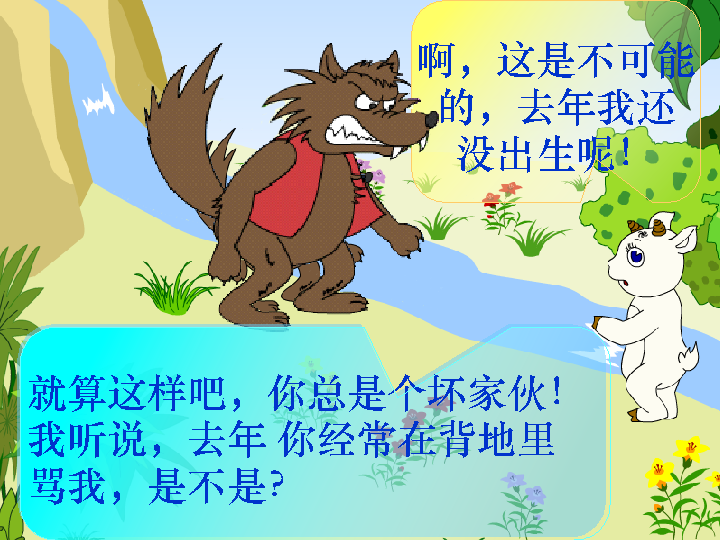 啊，这是不可能
的，去年我还
没出生呢！
就算这样吧，你总是个坏家伙！
我听说，去年 你经常在背地里
骂我，是不是？